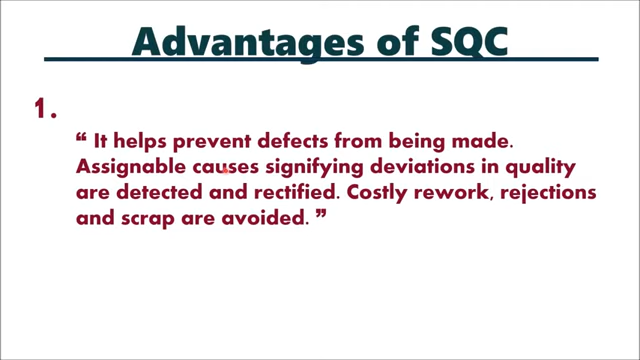 Advantages of SQC
1.
“ It helps prevent defects from being made.
Assignable causes signifying deviations in quality
are detected and rectified. Costly rework, rejections
and scrap are avoided. ”